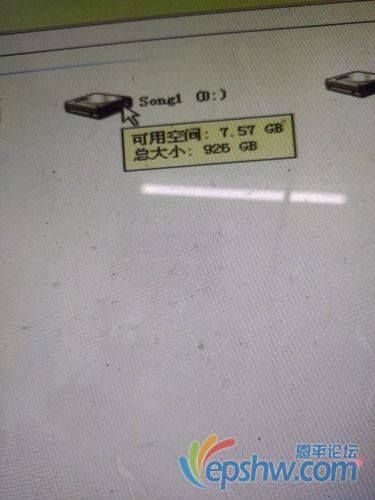 Song1 (D:)
可用空间: 7.57 GB
总大小: 926 GB
恩平论坛
epshw.com